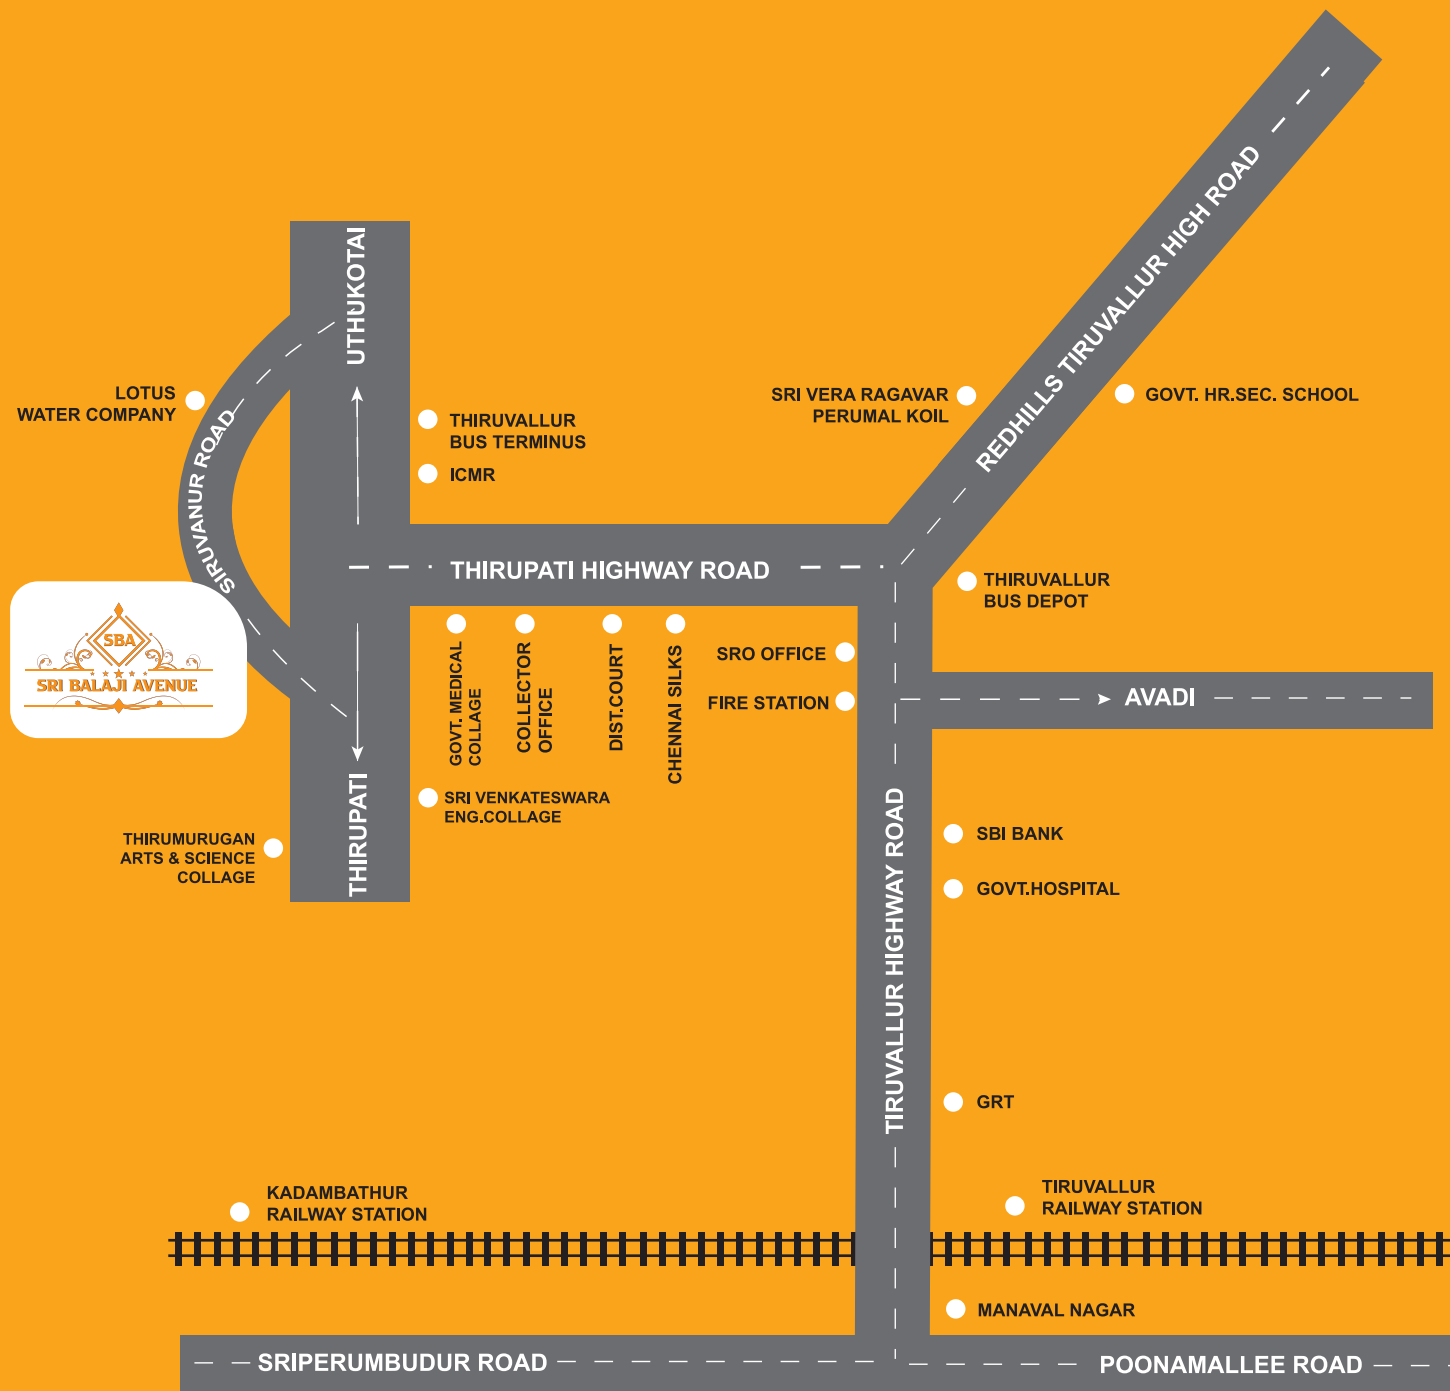 REDHILLS TIRUVALLUR HIGH ROAD
UTHUKOTAI
LOTUS
WATER COMPANY
SIRUVANUR ROAD
THIRUVALLUR
BUS TERMINUS
ICMR
SRI VERA RAGAVAR
PERUMAL KOIL
GOVT. HR.SEC. SCHOOL
THIRUPATI HIGHWAY ROAD
THIRUVALLUR
BUS DEPOT
SBA
SRI BALAJI AVENUE
GOVT. MEDICAL
COLLAGE
COLLECTOR
OFFICE
DIST.COURT
CHENNAI SILKS
SRO OFFICE
FIRE STATION
AVADI
THIRUPATI
SRI VENKATESWARA
ENG.COLLAGE
THIRUMURUGAN
ARTS & SCIENCE
COLLAGE
TIRUVALLUR HIGHWAY ROAD
SBI BANK
GOVT.HOSPITAL
GRT
KADAMBATHUR
RAILWAY STATION
TIRUVALLUR
RAILWAY STATION
MANAVAL NAGAR
SRIPERUMBUDUR ROAD
POONAMALLEE ROAD